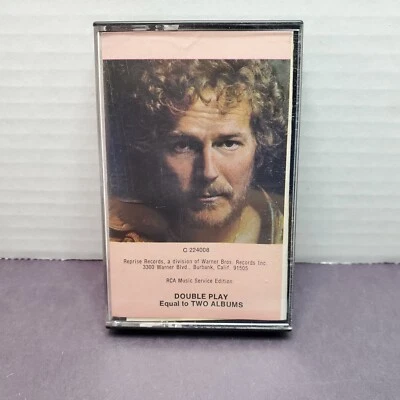 C 224008
Reprise Records, a division of Warner Bros. Records Inc.
3300 Warner Blvd., Burbank, Calif. 91505
RCA Music Service Edition
DOUBLE PLAY
Equal to TWO ALBUMS